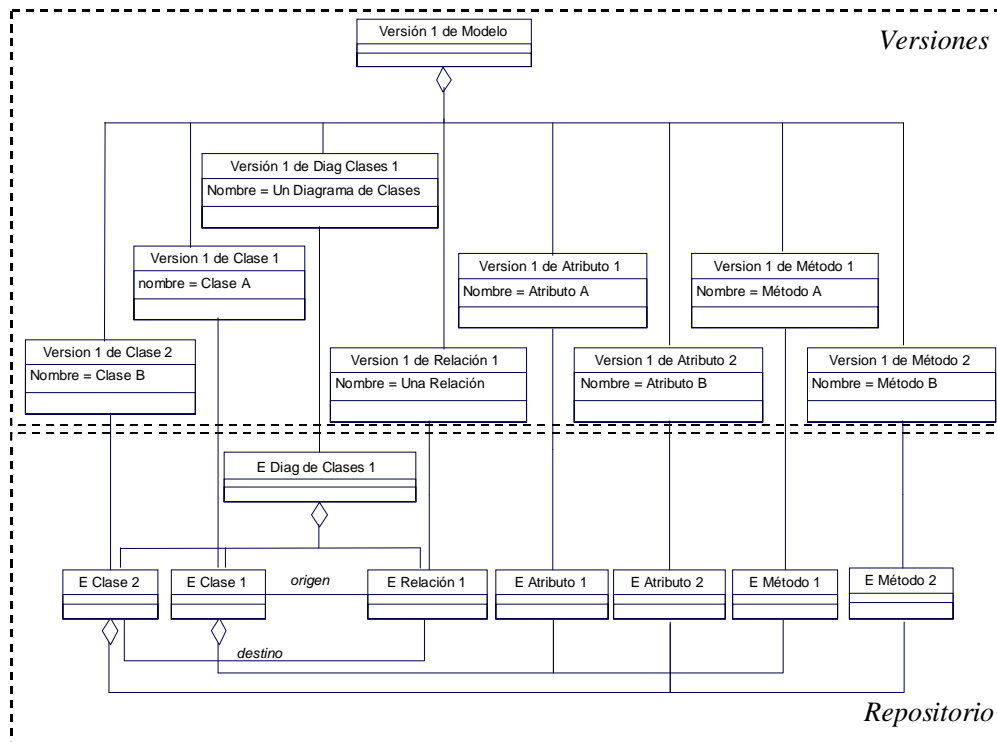 Versión 1 de Modelo
Versiones
Versión 1 de Diag Clases 1
Nombre = Un Diagrama de Clases
Version 1 de Clase 1
nombre = Clase A
Version 1 de Atributo 1
Nombre = Atributo A
Version 1 de Método 1
Nombre = Método A
Version 1 de Clase 2
Nombre = Clase B
Version 1 de Relación 1
Nombre = Una Relación
Version 1 de Atributo 2
Nombre = Atributo B
Version 1 de Método 2
Nombre = Método B
E Diag de Clases 1
E Clase 2
E Clase 1
origen
E Relación 1
E Atributo 1
E Atributo 2
E Método 1
E Método 2
destino
Repositorio